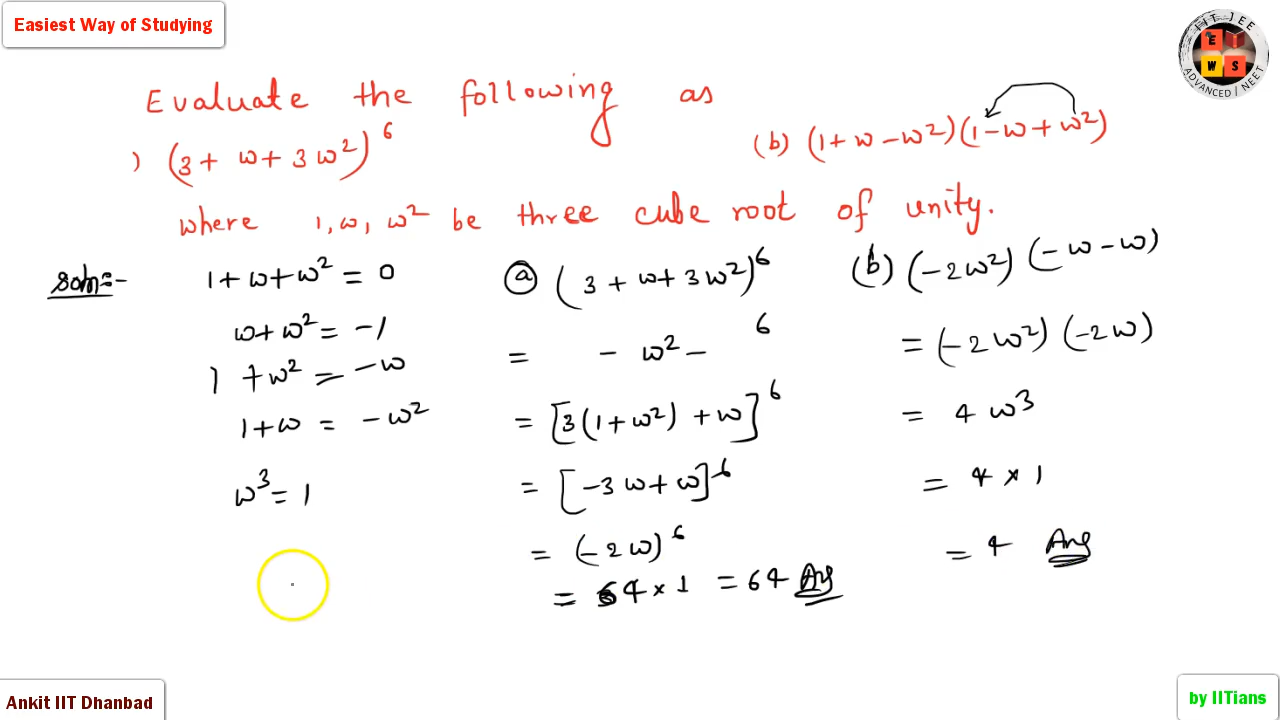 Easiest Way of Studying
IIT JEE
E
W S
ADVANCED | NEET
Evaluate the following as
) (3 + ω + 3ω²)⁶
(b) (1 + ω - ω²)(1 - ω + ω²)
where 1, ω, ω² be three cube root of unity.
soln:-
1 + ω + ω² = 0
ω + ω² = -1
1 + ω² = -ω
1 + ω = -ω²
ω³ = 1
(a) (3 + ω + 3ω²)⁶
= - ω² - ⁶
= [3(1 + ω²) + ω]⁶
= [-3ω + ω]⁶
= (-2ω)⁶
= 64 × 1 = 64 Ans
(b) (-2ω²)(-ω - ω)
= (-2ω²)(-2ω)
= 4ω³
= 4 × 1
= 4 Ans
Ankit IIT Dhanbad
by IITians